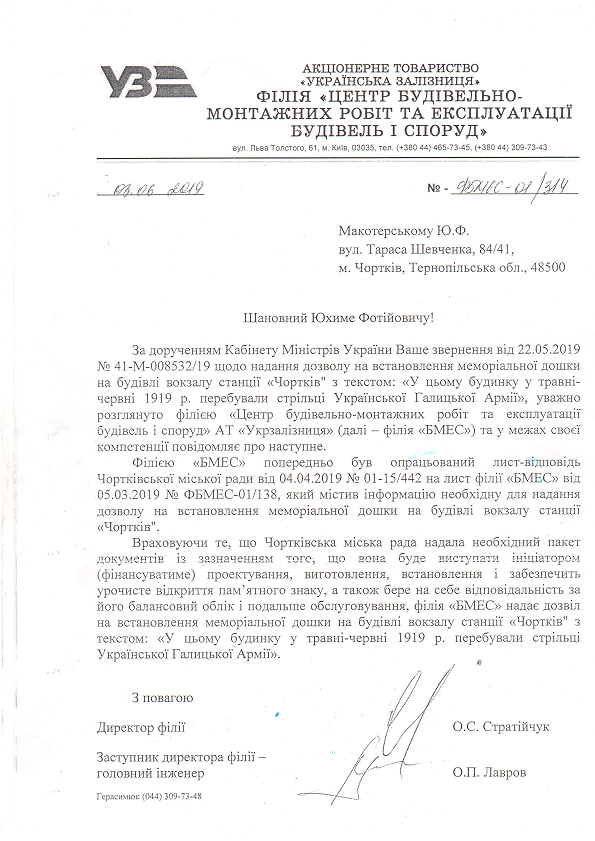 УЗ
АКЦІОНЕРНЕ ТОВАРИСТВО
«УКРАЇНСЬКА ЗАЛІЗНИЦЯ»
ФІЛІЯ «ЦЕНТР БУДІВЕЛЬНО-
МОНТАЖНИХ РОБІТ ТА ЕКСПЛУАТАЦІЇ
БУДІВЕЛЬ І СПОРУД»
вул. Льва Толстого, 61, м. Київ, 03035, тел. (+380 44) 465-73-45, (+380 44) 309-73-43
03.06 2019 № - ФБМЕС-01/314
Макотерському Ю.Ф.
вул. Тараса Шевченка, 84/41,
м. Чортків, Тернопільська обл., 48500
Шановний Юхиме Фотійовичу!
За дорученням Кабінету Міністрів України Ваше звернення від 22.05.2019
№ 41-М-008532/19 щодо надання дозволу на встановлення меморіальної дошки
на будівлі вокзалу станції «Чортків" з текстом: «У цьому будинку у травні-
червні 1919 р. перебували стрільці Української Галицької Армії», уважно
розглянуто філією «Центр будівельно-монтажних робіт та експлуатації
будівель і споруд» АТ «Укрзалізниця» (далі – філія «БМЕС») та у межах своєї
компетенції повідомляє про наступне.
Філією «БМЕС» попередньо був опрацьований лист-відповідь
Чортківської міської ради від 04.04.2019 № 01-15/442 на лист філії «БМЕС» від
05.03.2019 № ФБМЕС-01/138, який містив інформацію необхідну для надання
дозволу на встановлення меморіальної дошки на будівлі вокзалу станції
«Чортків".
Враховуючи те, що Чортківська міська рада надала необхідний пакет
документів із зазначенням того, що вона буде виступати ініціатором
(фінансуватиме) проектування, виготовлення, встановлення і забезпечить
урочисте відкриття пам’ятного знаку, а також бере на себе відповідальність за
його балансовий облік і подальше обслуговування, філія «БМЕС» надає дозвіл
на встановлення меморіальної дошки на будівлі вокзалу станції «Чортків" з
текстом: «У цьому будинку у травні-червні 1919 р. перебували стрільці
Української Галицької Армії».
З повагою
Директор філії О.С. Стратійчук
Заступник директора філії –
головний інженер О.П. Лавров
Герасимюк (044) 309-73-48